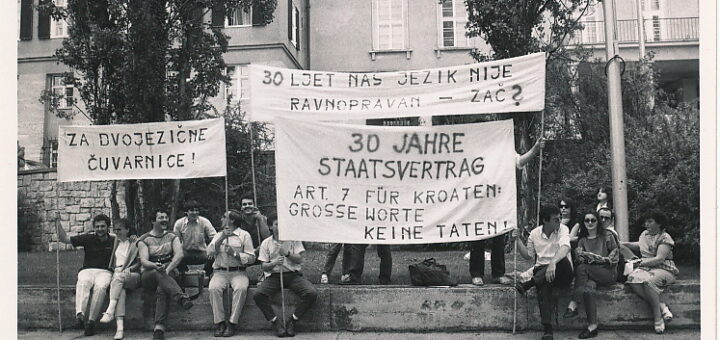 ZA DVOJEZIČNE
ČUVARNICE!
30 LJET NAŠ JEZIK NIJE
RAVNOPRAVAN — ZAČ?
30 JAHRE
STAATSVERTRAG
ART. 7 FÜR KROATEN:
GROSSE WORTE
KEINE TATEN!